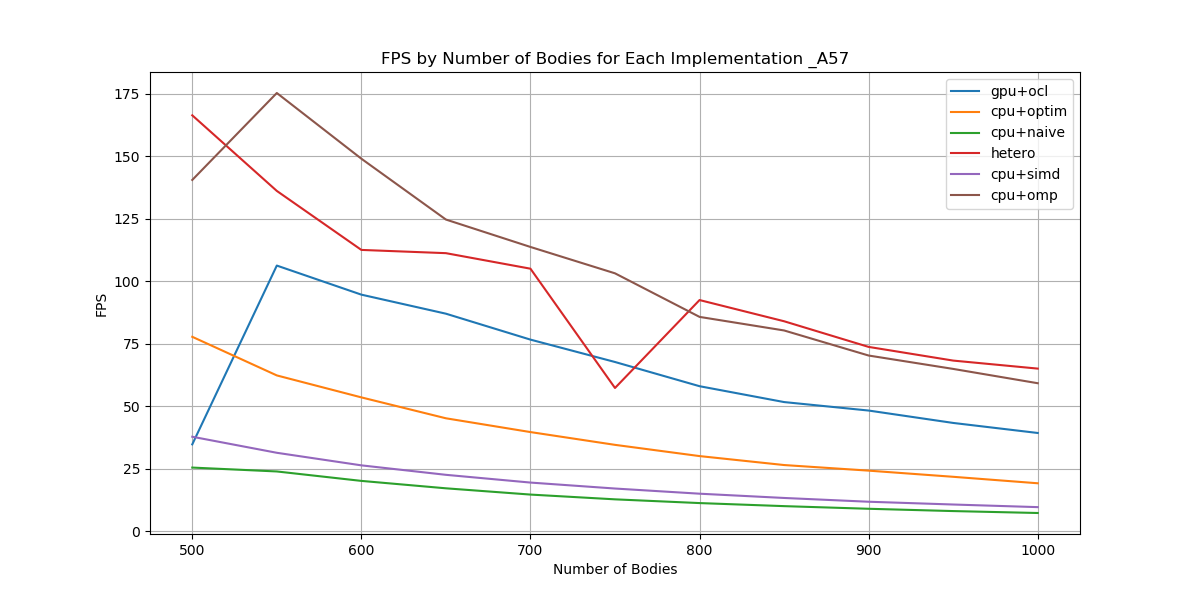 FPS by Number of Bodies for Each Implementation _A57
gpu+ocl
cpu+optim
cpu+naive
hetero
cpu+simd
cpu+omp
175
150
125
100
75
50
25
0
FPS
500 600 700 800 900 1000
Number of Bodies